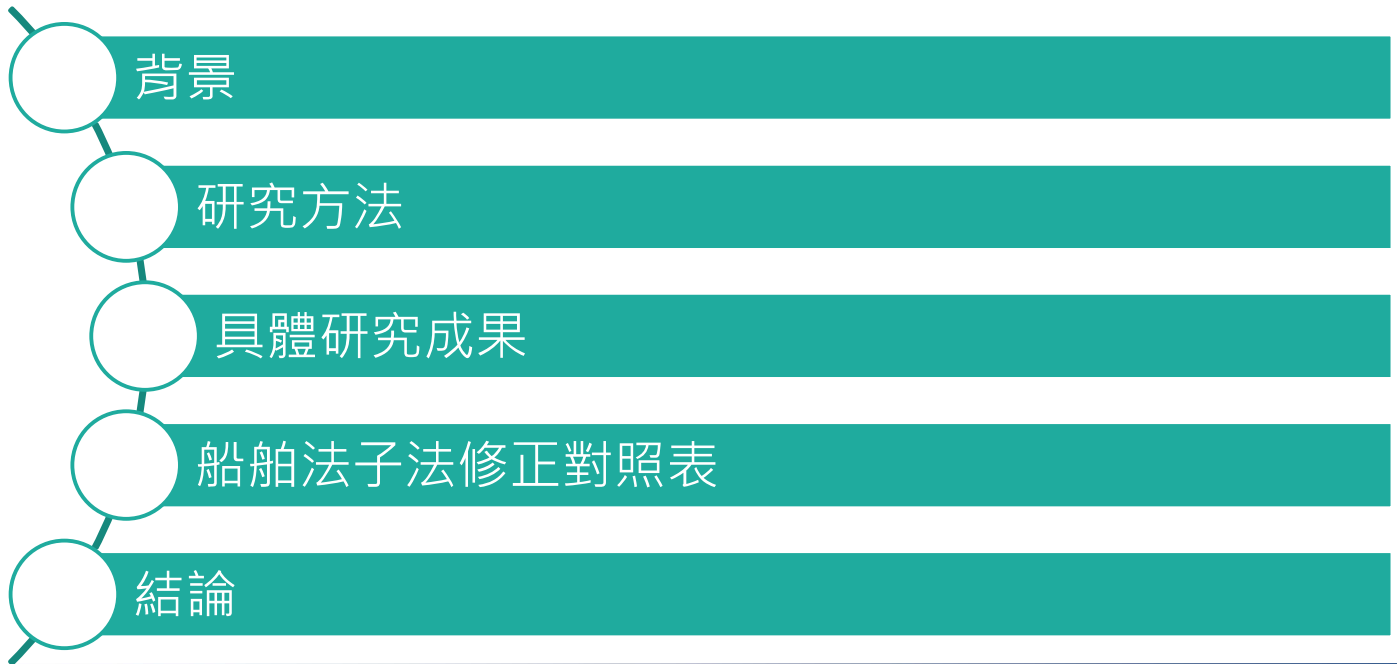 背景
研究方法
具體研究成果
船舶法子法修正對照表
結論